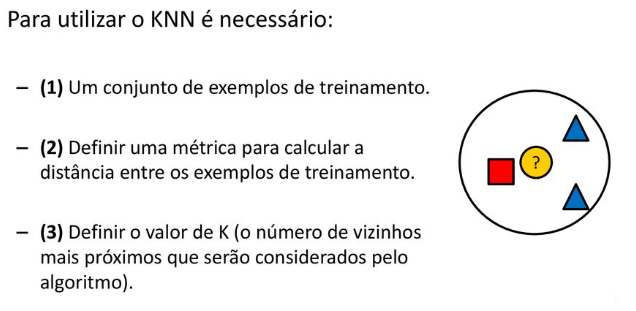 Para utilizar o KNN é necessário:
– (1) Um conjunto de exemplos de treinamento.
– (2) Definir uma métrica para calcular a
distância entre os exemplos de treinamento.
– (3) Definir o valor de K (o número de vizinhos
mais próximos que serão considerados pelo
algoritmo).
?